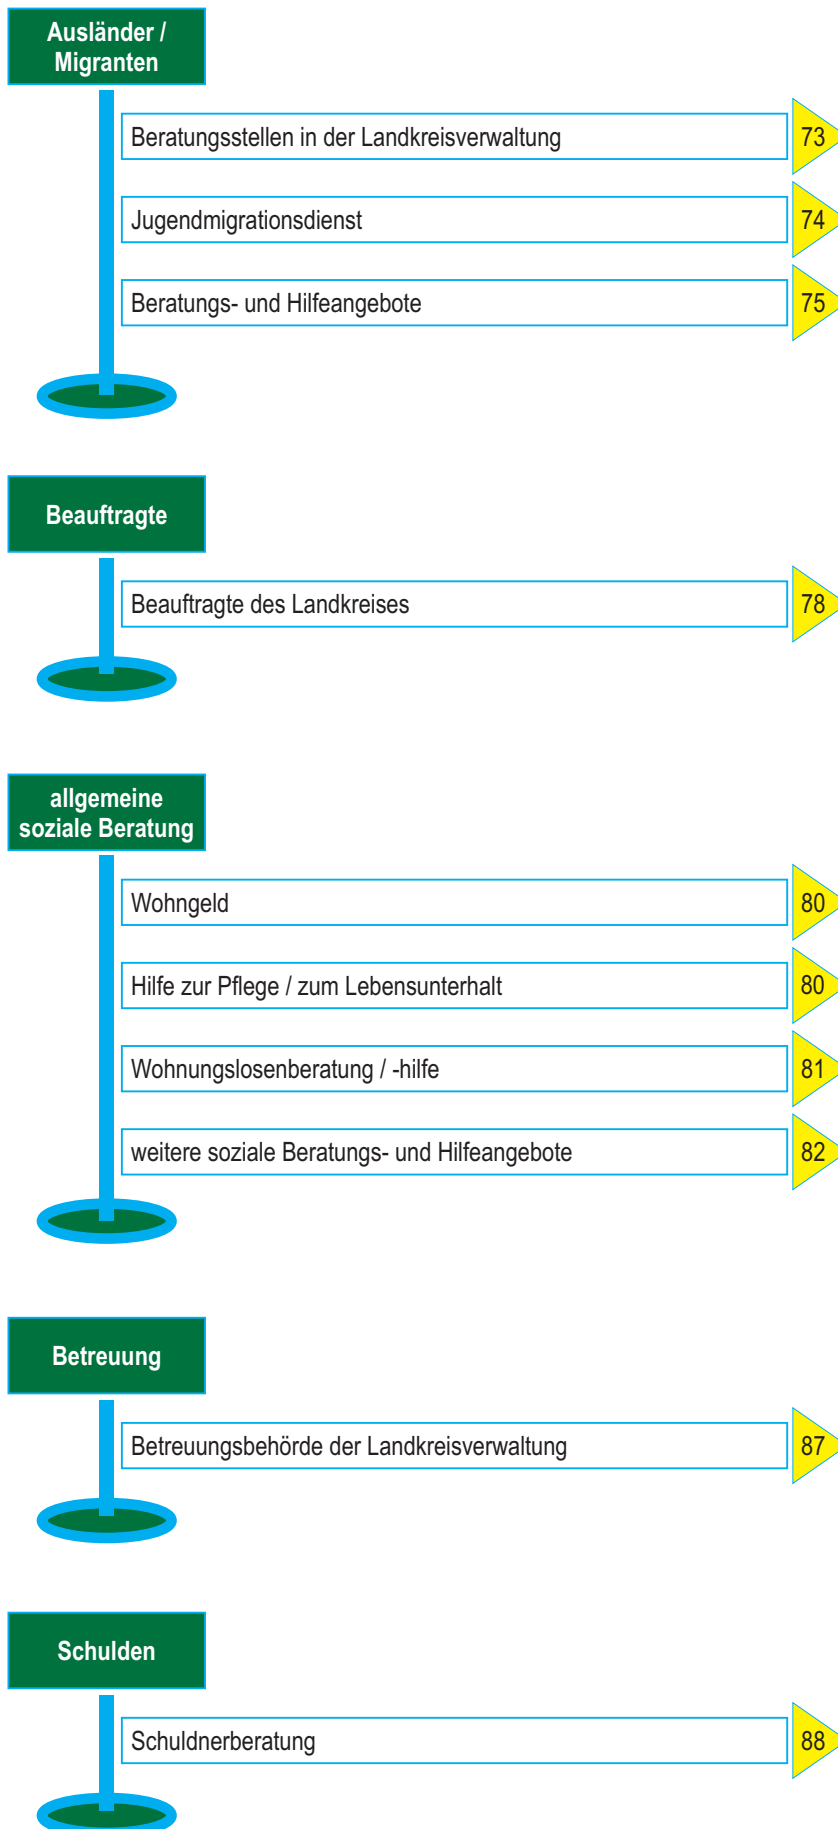 Ausländer /
Migranten
Beratungsstellen in der Landkreisverwaltung 73
Jugendmigrationsdienst 74
Beratungs- und Hilfeangebote 75
Beauftragte
Beauftragte des Landkreises 78
allgemeine
soziale Beratung
Wohngeld 80
Hilfe zur Pflege / zum Lebensunterhalt 80
Wohnungslosenberatung / -hilfe 81
weitere soziale Beratungs- und Hilfeangebote 82
Betreuung
Betreuungsbehörde der Landkreisverwaltung 87
Schulden
Schuldnerberatung 88